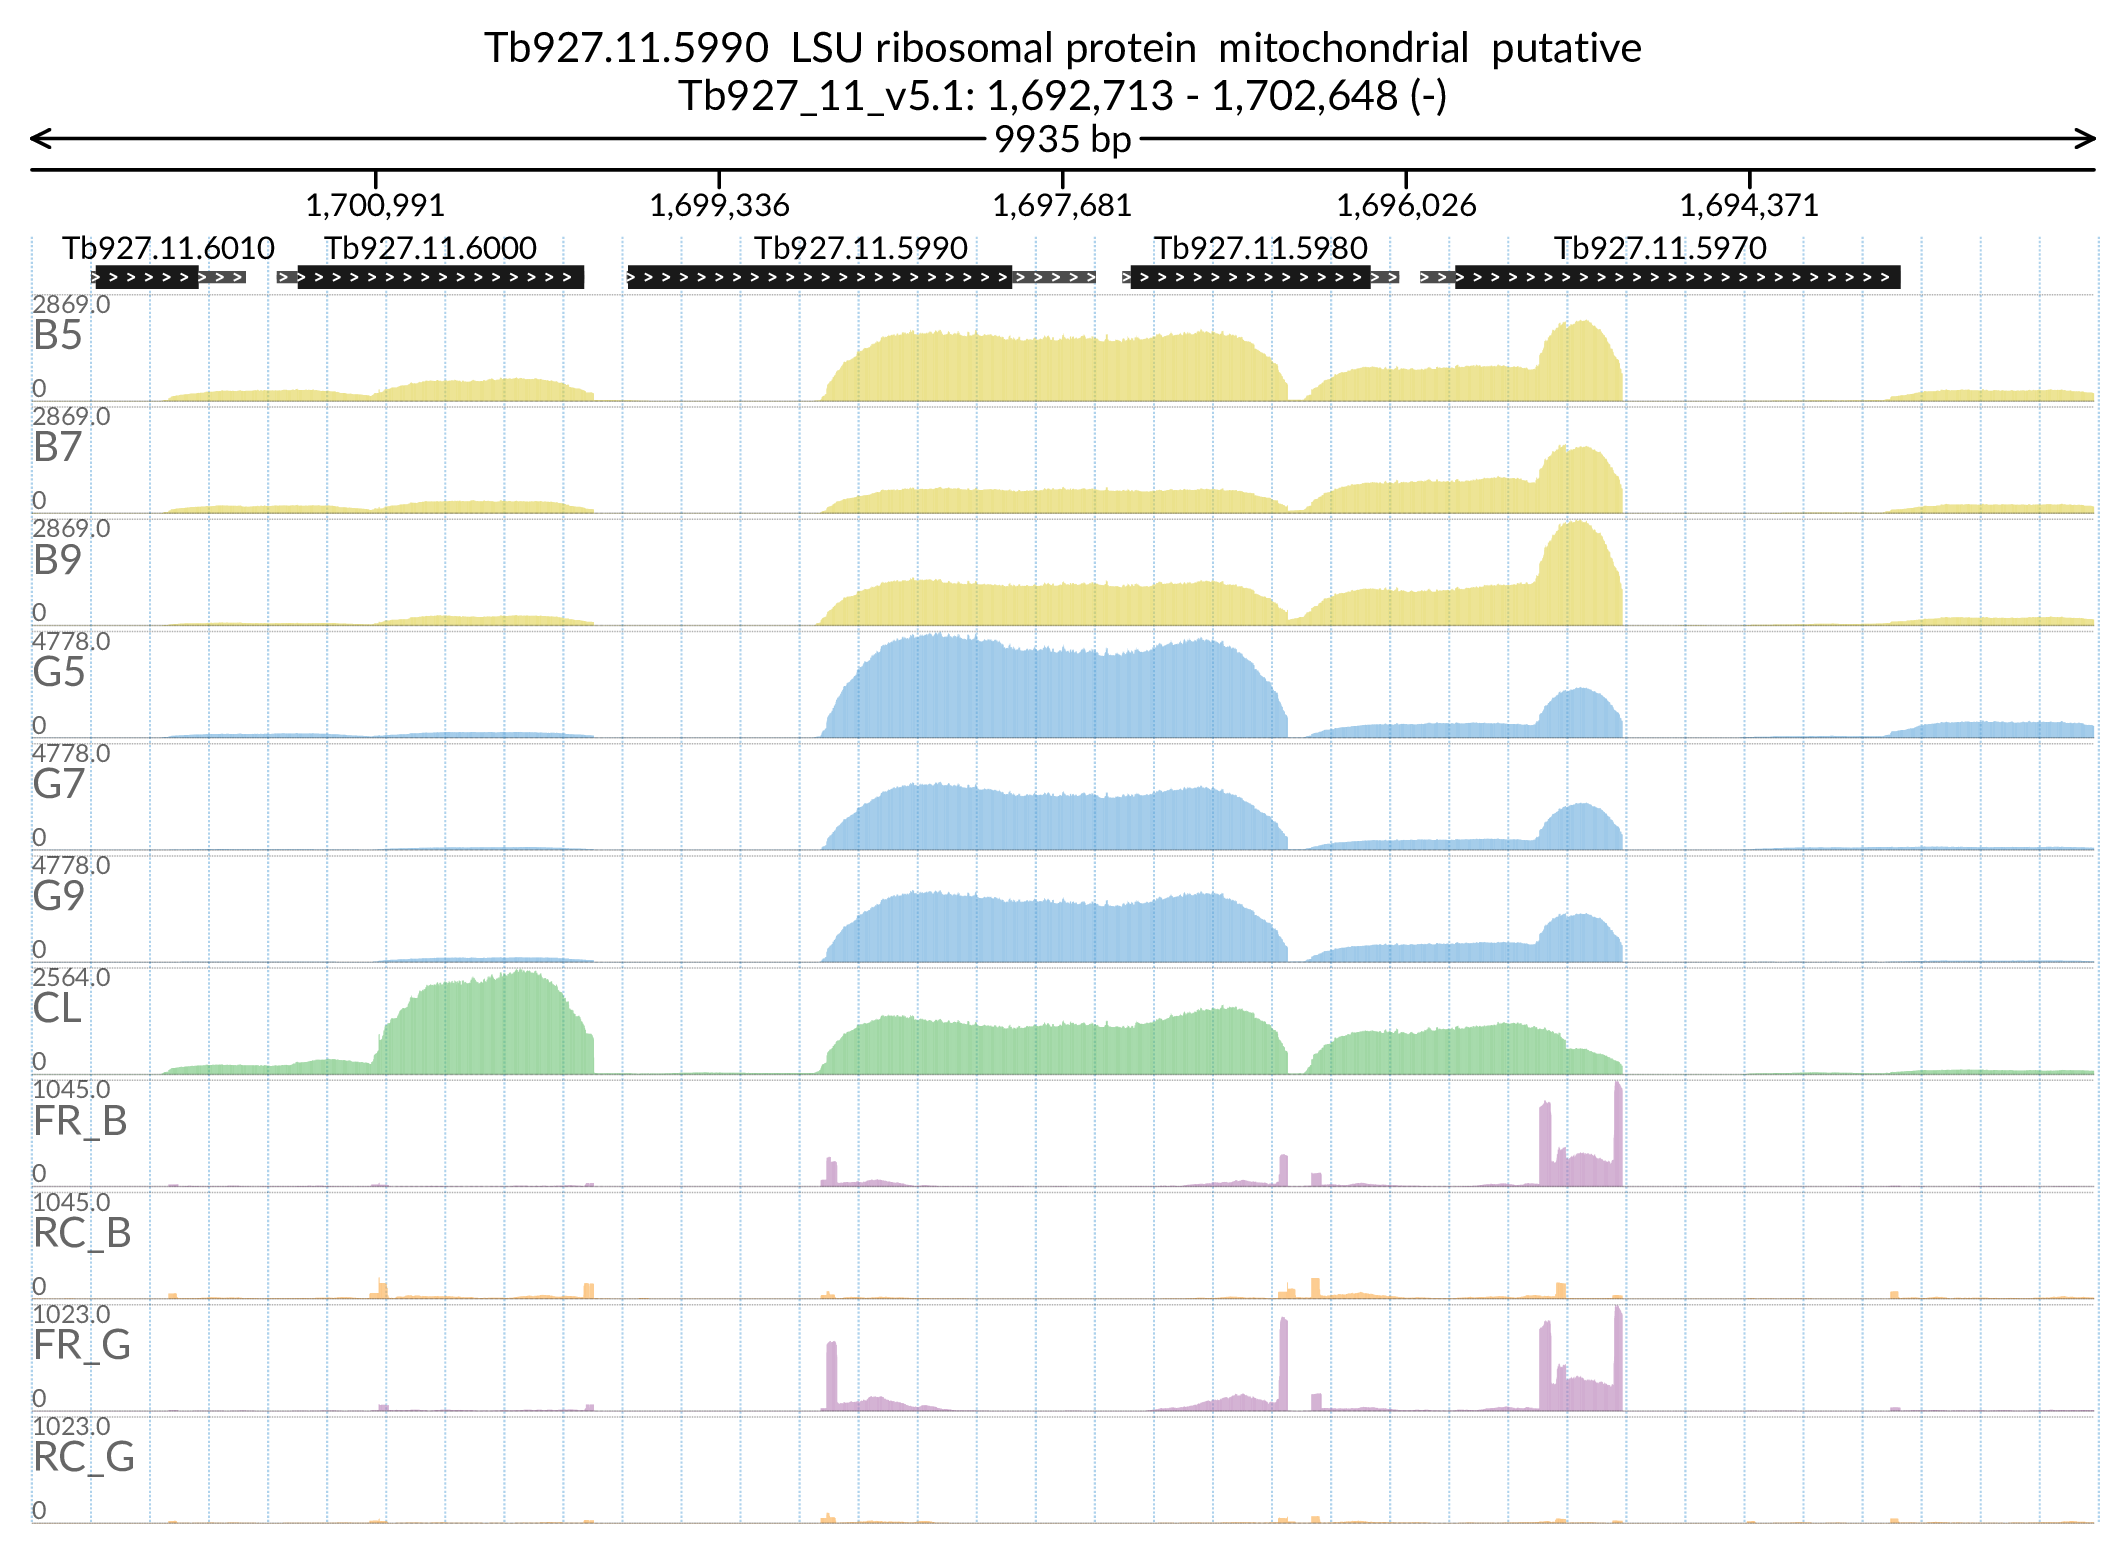 Tb927.11.5990 LSU ribosomal protein mitochondrial putative
Tb927_11_v5.1: 1,692,713 - 1,702,648 (-)
9935 bp
1,700,991 1,699,336 1,697,681 1,696,026 1,694,371
Tb927.11.6010 Tb927.11.6000 Tb927.11.5990 Tb927.11.5980 Tb927.11.5970
2869.0
B5
0
2869.0
B7
0
2869.0
B9
0
4778.0
G5
0
4778.0
G7
0
4778.0
G9
0
2564.0
CL
0
1045.0
FR_B
0
1045.0
RC_B
0
1023.0
FR_G
0
1023.0
RC_G
0